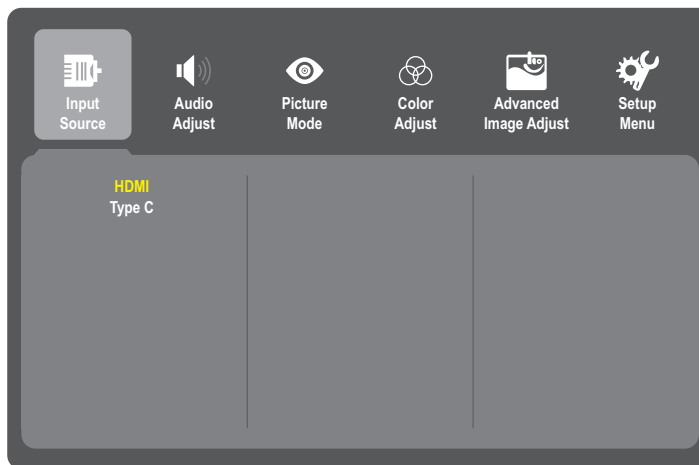 Input
Source
Audio
Adjust
Picture
Mode
Color
Adjust
Advanced
Image Adjust
Setup
Menu
HDMI
Type C